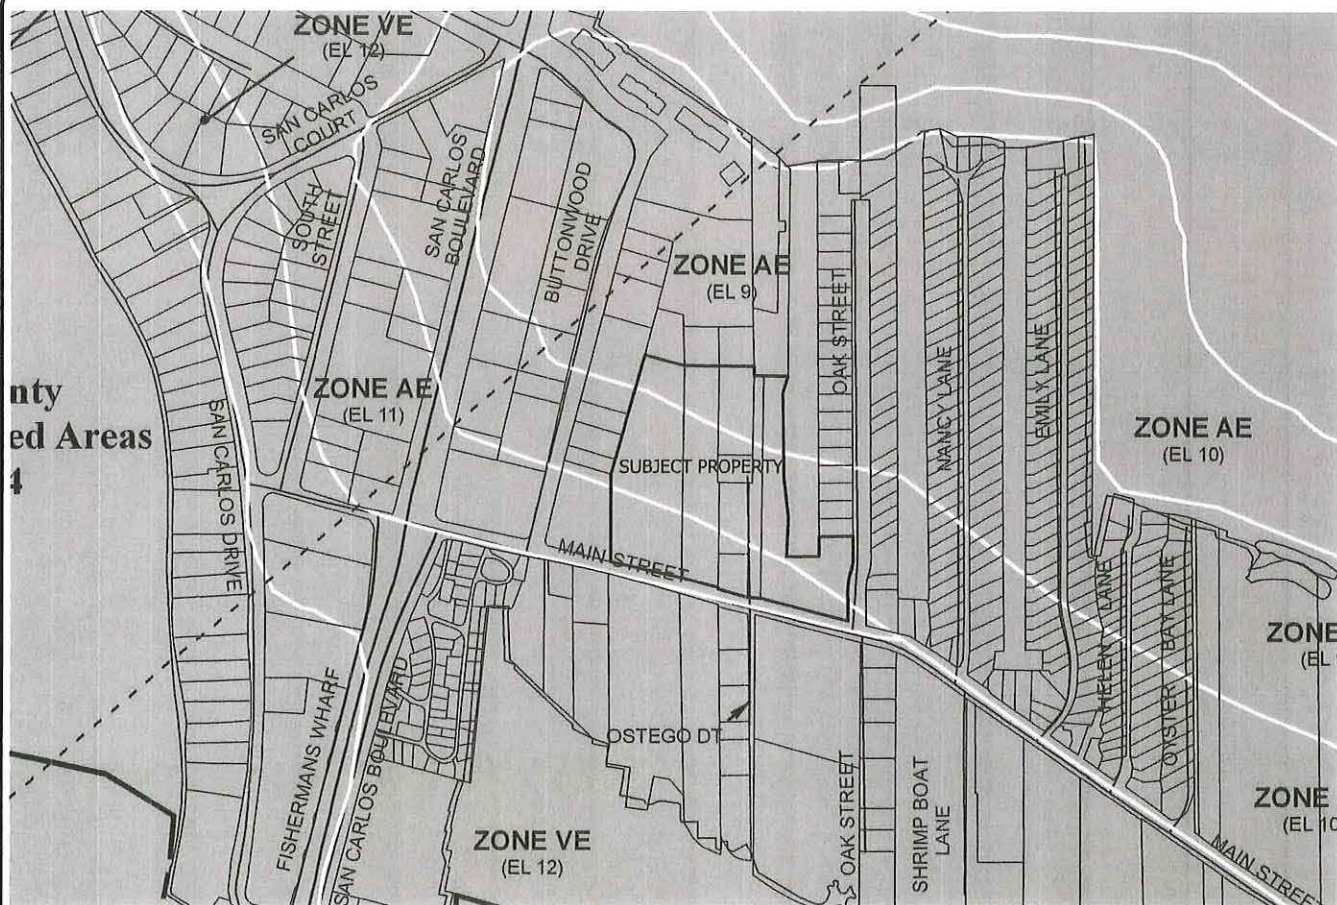 ZONE VE
(EL 12)
SAN CARLOS
COURT
SOUTH
STREET
SAN CARLOS
BOULEVARD
BUTTONWOOD
DRIVE
ZONE AE
(EL 9)
OAK STREET
NANCY LANE
EMILY LANE
ZONE AE
(EL 11)
nty
ed Areas
4
SAN CARLOS DRIVE
SUBJECT PROPERTY
ZONE AE
(EL 10)
MAIN STREET
HELEN LANE
OYSTER BAY LANE
ZONE
(EL
FISHERMANS WHARF
SAN CARLOS BOULEVARD
OSTEGO DT
OAK STREET
SHRIMP BOAT
LANE
ZONE VE
(EL 12)
ZONE
(EL 10
MAIN STREET